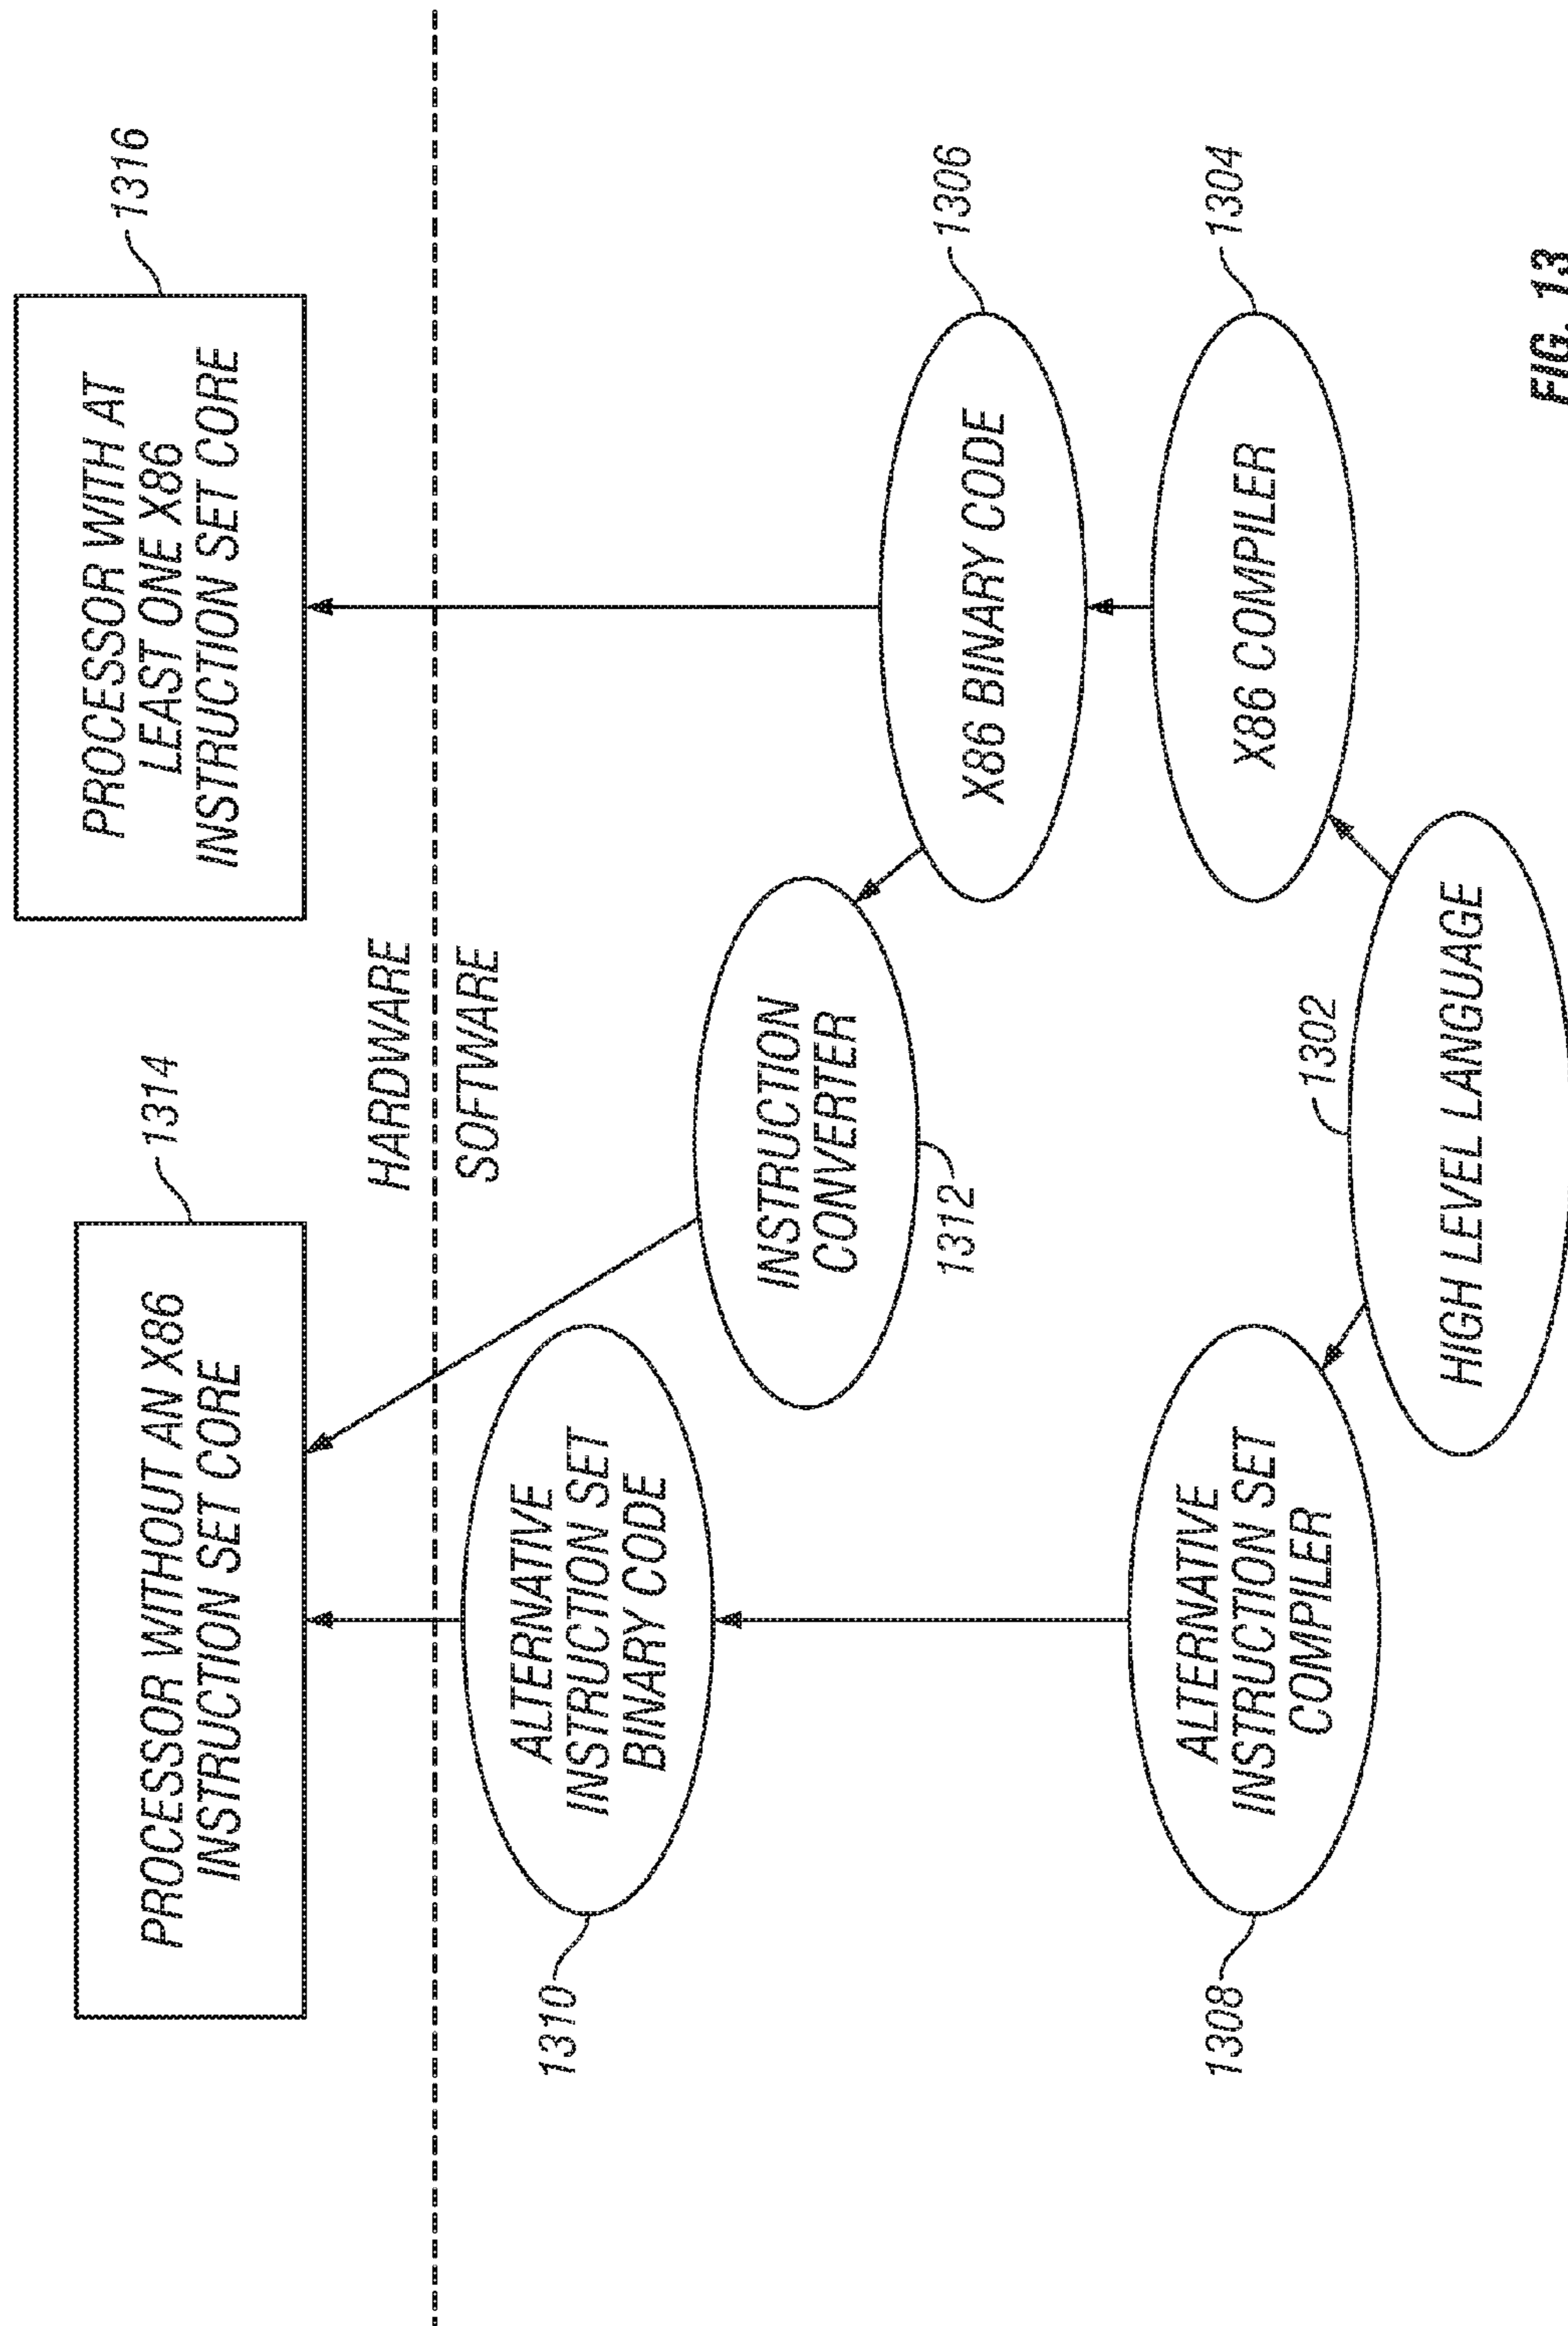 PROCESSOR WITHOUT AN X86
INSTRUCTION SET CORE
1314
PROCESSOR WITH AT
LEAST ONE X86
INSTRUCTION SET CORE
1316
HARDWARE
SOFTWARE
1310
ALTERNATIVE
INSTRUCTION SET
BINARY CODE
INSTRUCTION
CONVERTER
1312
X86 BINARY CODE
1306
1308
ALTERNATIVE
INSTRUCTION SET
COMPILER
X86 COMPILER
1304
1302
HIGH LEVEL LANGUAGE
FIG. 13